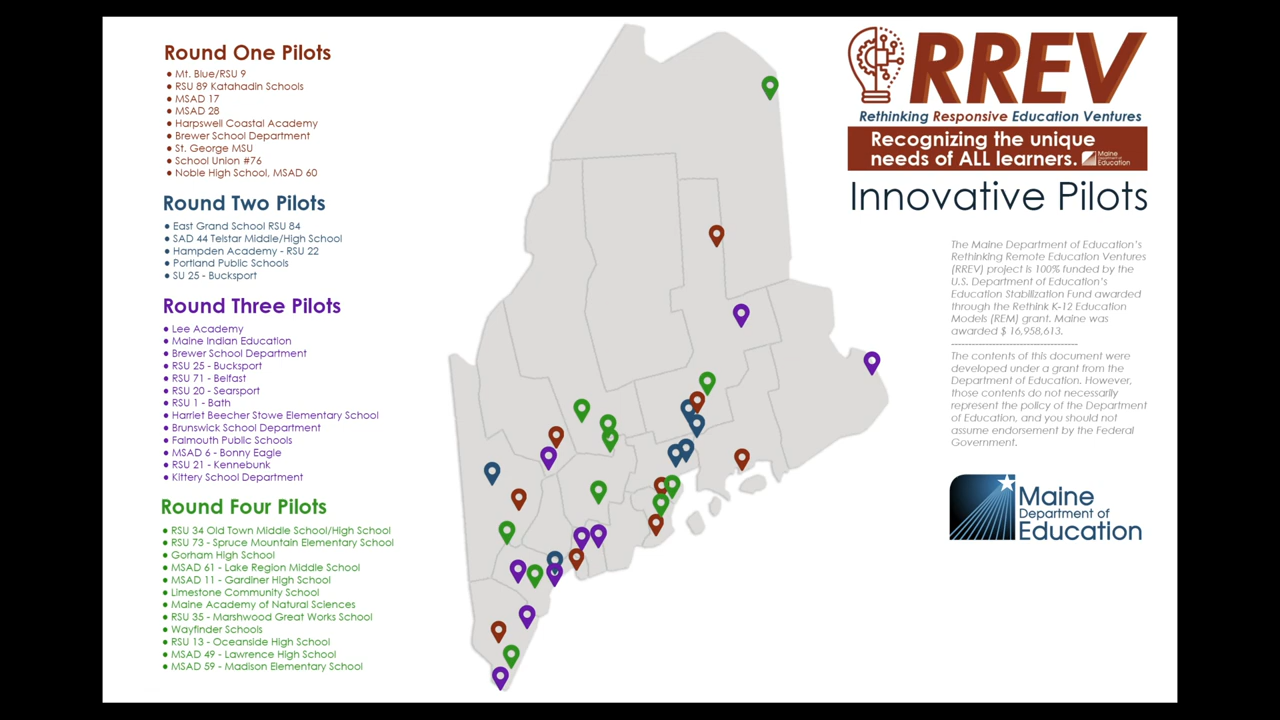 Round One Pilots
● Mt. Blue/RSU 9
● RSU 89 Katahadin Schools
● MSAD 17
● MSAD 28
● Harpswell Coastal Academy
● Brewer School Department
● St. George MSU
● School Union #76
● Noble High School, MSAD 60
Round Two Pilots
● East Grand School RSU 84
● SAD 44 Telstar Middle/High School
● Hampden Academy - RSU 22
● Portland Public Schools
● SU 25 - Bucksport
Round Three Pilots
● Lee Academy
● Maine Indian Education
● Brewer School Department
● RSU 25 - Bucksport
● RSU 71 - Belfast
● RSU 20 - Searsport
● RSU 1 - Bath
● Harriet Beecher Stowe Elementary School
● Brunswick School Department
● Falmouth Public Schools
● MSAD 6 - Bonny Eagle
● RSU 21 - Kennebunk
● Kittery School Department
Round Four Pilots
● RSU 34 Old Town Middle School/High School
● RSU 73 - Spruce Mountain Elementary School
● Gorham High School
● MSAD 61 - Lake Region Middle School
● MSAD 11 - Gardiner High School
● Limestone Community School
● Maine Academy of Natural Sciences
● RSU 35 - Marshwood Great Works School
● Wayfinder Schools
● RSU 13 - Oceanside High School
● MSAD 49 - Lawrence High School
● MSAD 59 - Madison Elementary School
RREV
Rethinking Responsive Education Ventures
Recognizing the unique
needs of ALL learners.
Maine
Department of
Education
Innovative Pilots
The Maine Department of Education's
Rethinking Remote Education Ventures
(RREV) project is 100% funded by the
U.S. Department of Education's
Education Stabilization Fund awarded
through the Rethink K-12 Education
Models (REM) grant. Maine was
awarded $ 16,958,613.
------------------------------------
The contents of this document were
developed under a grant from the
Department of Education. However,
those contents do not necessarily
represent the policy of the Department
of Education, and you should not
assume endorsement by the Federal
Government.
Maine
Department of
Education